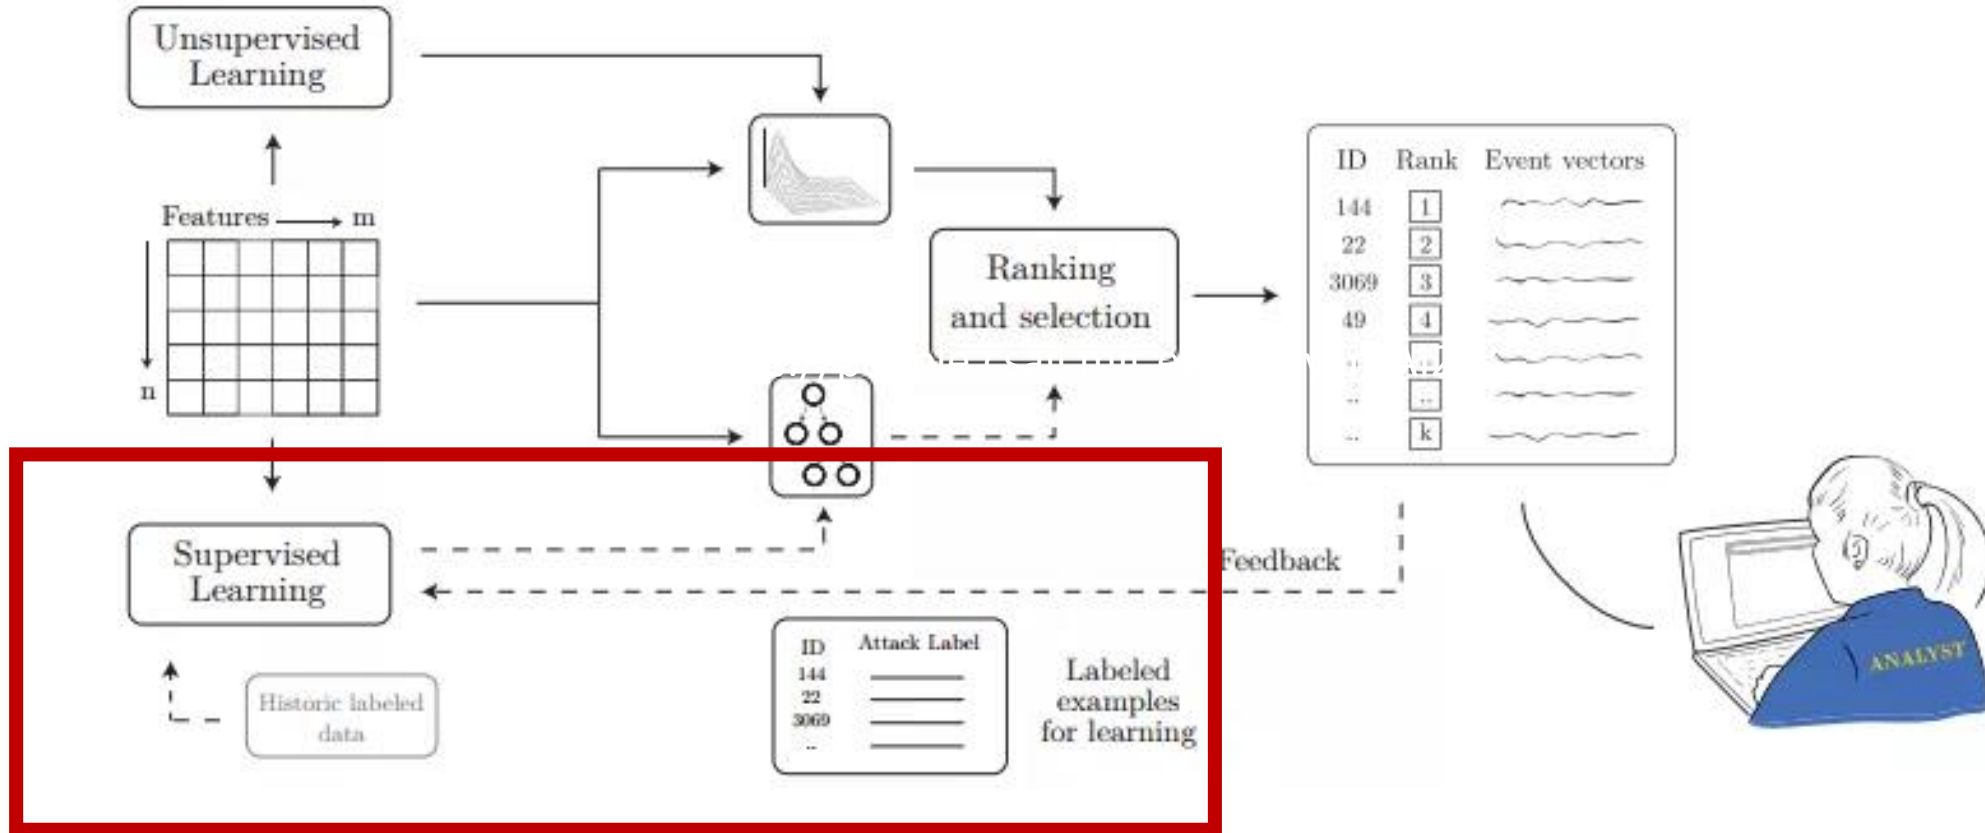 Unsupervised
Learning
Features
m
n
Ranking
and selection
ID Rank Event vectors
144 1
22 2
3069 3
49 4
.. ..
.. ..
.. k
Supervised
Learning
Feedback
Historic labeled
data
ID Attack Label
144
22
3069
..
Labeled
examples
for learning
ANALYST